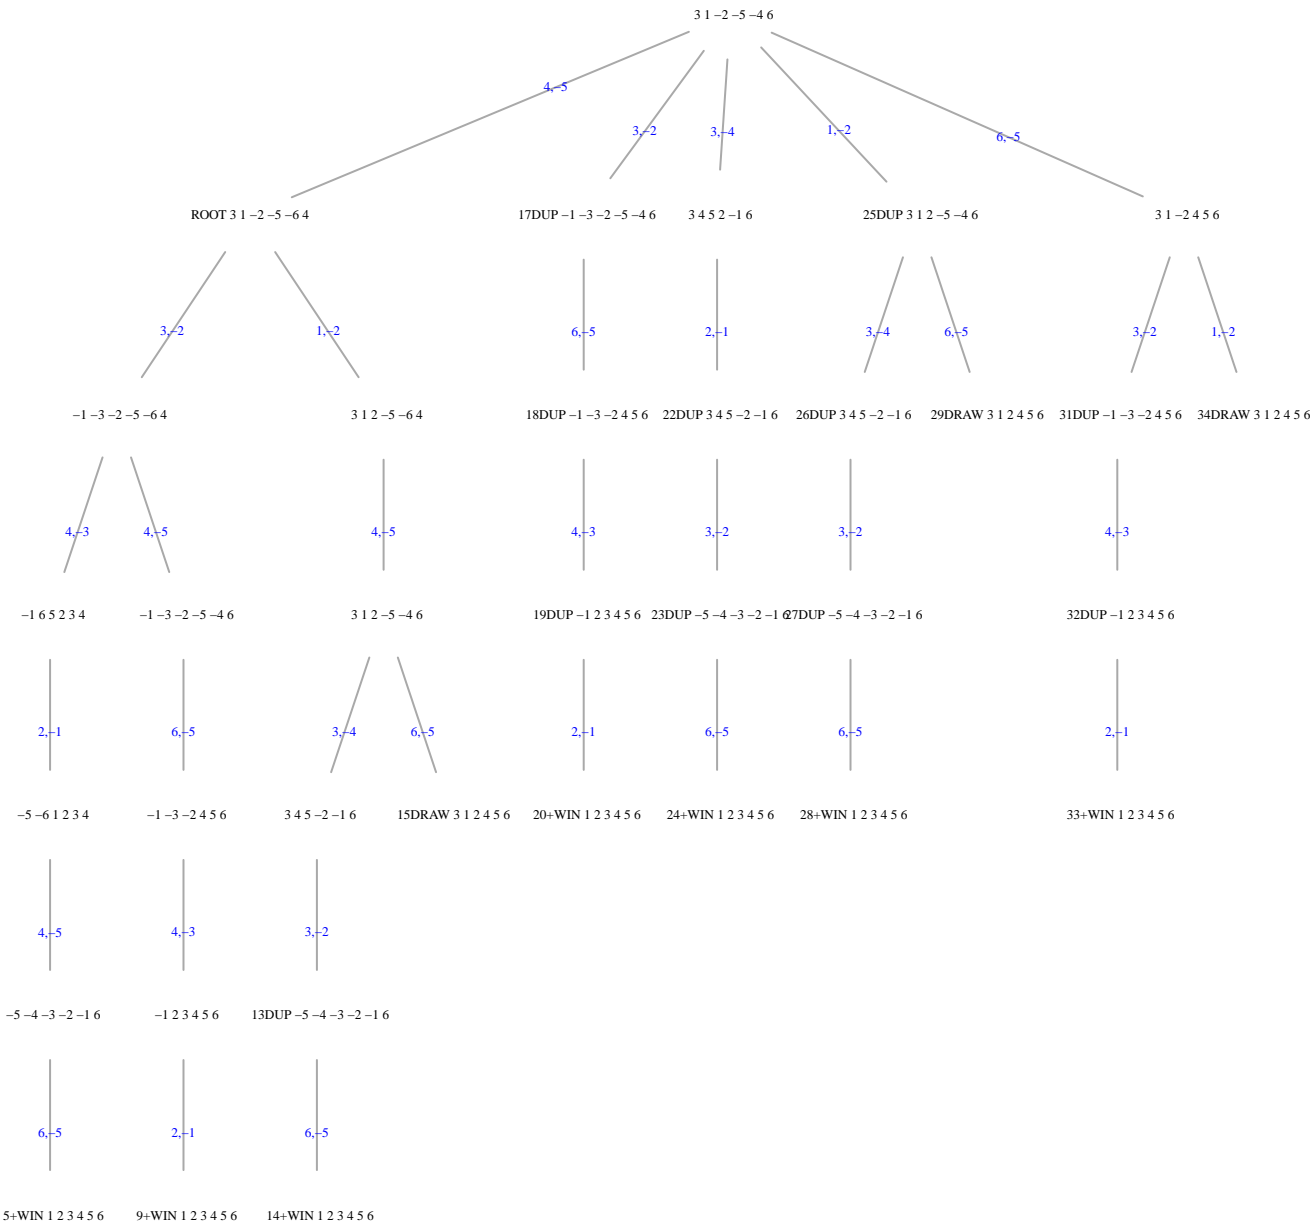 3 1 −2 −5 −4 6
4,−5
3,−2
3,−4
1,−2
6,−5
ROOT 3 1 −2 −5 −6 4
17DUP −1 −3 −2 −5 −4 6
3 4 5 2 −1 6
25DUP 3 1 2 −5 −4 6
3 1 −2 4 5 6
3,−2
1,−2
6,−5
2,−1
3,−4
6,−5
3,−2
1,−2
−1 −3 −2 −5 −6 4
3 1 2 −5 −6 4
18DUP −1 −3 −2 4 5 6
22DUP 3 4 5 −2 −1 6
26DUP 3 4 5 −2 −1 6
29DRAW 3 1 2 4 5 6
31DUP −1 −3 −2 4 5 6
34DRAW 3 1 2 4 5 6
4,−3
4,−5
4,−5
4,−3
3,−2
3,−2
4,−3
−1 6 5 2 3 4
−1 −3 −2 −5 −4 6
3 1 2 −5 −4 6
19DUP −1 2 3 4 5 6
23DUP −5 −4 −3 −2 −1 6
27DUP −5 −4 −3 −2 −1 6
32DUP −1 2 3 4 5 6
2,−1
6,−5
3,−4
6,−5
2,−1
6,−5
6,−5
2,−1
−5 −6 1 2 3 4
−1 −3 −2 4 5 6
3 4 5 −2 −1 6
15DRAW 3 1 2 4 5 6
20+WIN 1 2 3 4 5 6
24+WIN 1 2 3 4 5 6
28+WIN 1 2 3 4 5 6
33+WIN 1 2 3 4 5 6
4,−5
4,−3
3,−2
−5 −4 −3 −2 −1 6
−1 2 3 4 5 6
13DUP −5 −4 −3 −2 −1 6
6,−5
2,−1
6,−5
5+WIN 1 2 3 4 5 6
9+WIN 1 2 3 4 5 6
14+WIN 1 2 3 4 5 6